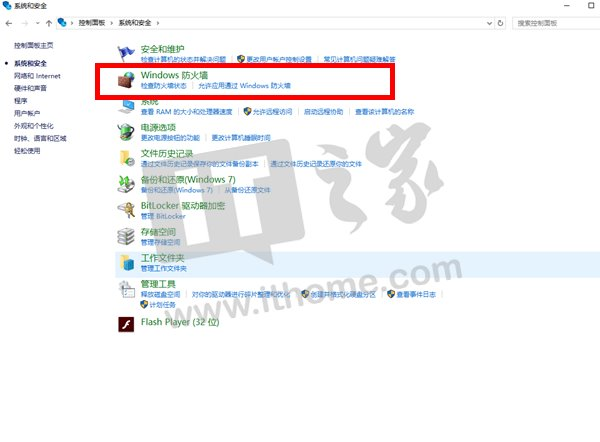 系统和安全
控制面板 > 系统和安全
搜索控制面板
控制面板主页
系统和安全
网络和 Internet
硬件和声音
程序
用户帐户
外观和个性化
时钟、语言和区域
轻松使用
安全和维护
检查计算机的状态并解决问题 更改用户帐户控制设置 常见计算机问题疑难解答
Windows 防火墙
检查防火墙状态 允许应用通过 Windows 防火墙
系统
查看 RAM 的大小和处理器速度 允许远程访问 启动远程协助 查看该计算机的名称
电源选项
更改电源按钮的功能 更改计算机睡眠时间
文件历史记录
通过文件历史记录保存你的文件备份副本 通过文件历史记录还原你的文件
备份和还原(Windows 7)
备份和还原(Windows 7) 从备份还原文件
BitLocker 驱动器加密
管理 BitLocker
存储空间
管理存储空间
工作文件夹
管理工作文件夹
管理工具
释放磁盘空间 对你的驱动器进行碎片整理和优化 创建并格式化硬盘分区 查看事件日志
计划任务
Flash Player (32 位)
IT之家
www.ithome.com